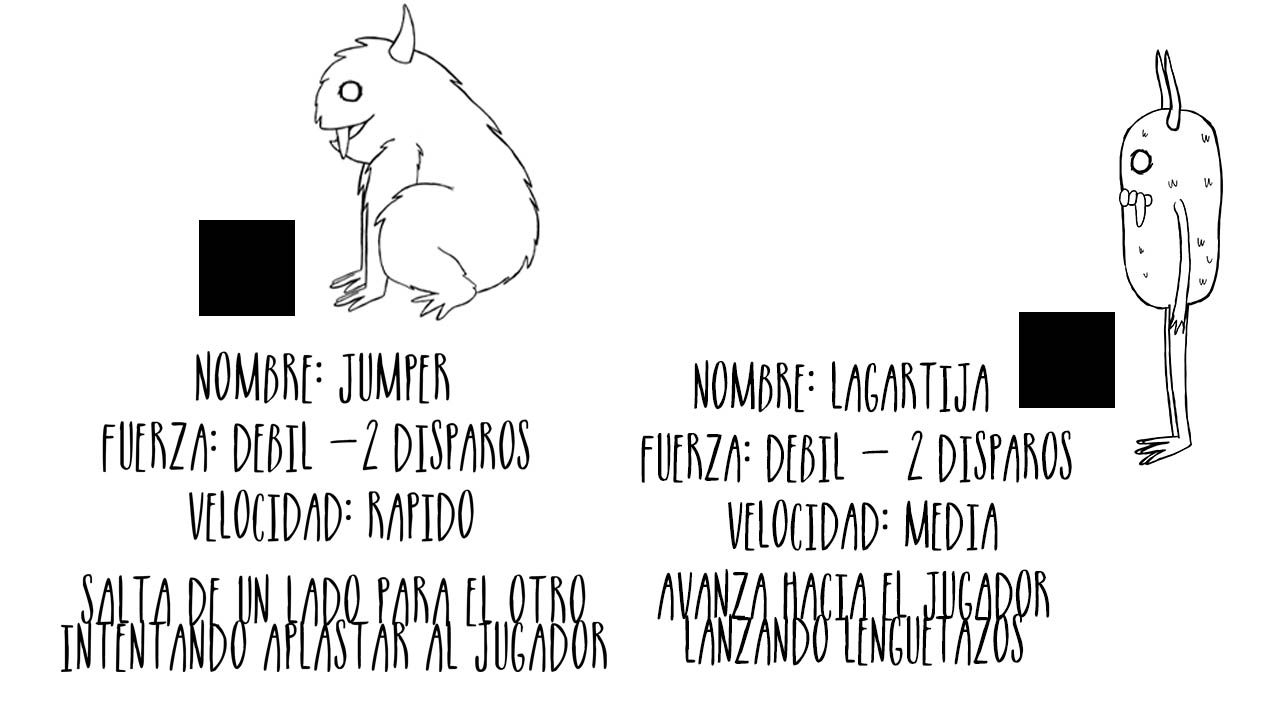 NOMBRE: JUMPER
FUERZA: DEBIL -2 DISPAROS
VELOCIDAD: RAPIDO
SALTA DE UN LADO PARA EL OTRO
INTENTANDO APLASTAR AL JUGADOR
NOMBRE: LAGARTIJA
FUERZA: DEBIL - 2 DISPAROS
VELOCIDAD: MEDIA
AVANZA HACIA EL JUGADOR
LANZANDO LENGUETAZOS